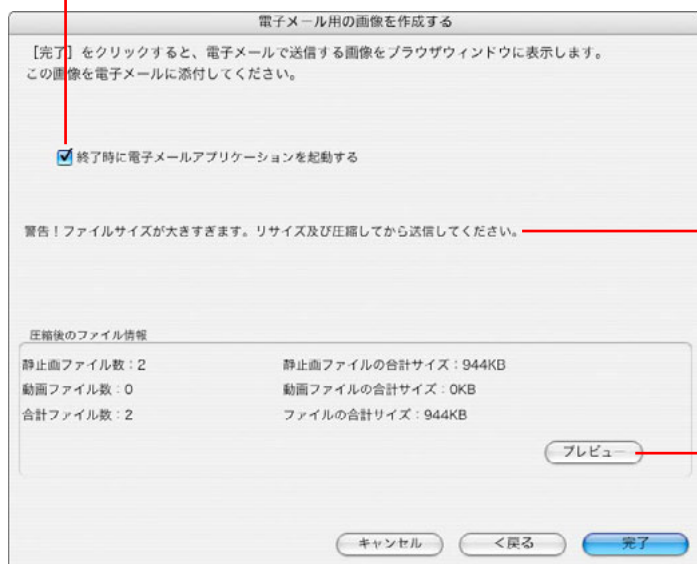 電子メール用の画像を作成する
[完了]をクリックすると、電子メールで送信する画像をブラウザウィンドウに表示します。
この画像を電子メールに添付してください。
終了時に電子メールアプリケーションを起動する
警告！ファイルサイズが大きすぎます。リサイズ及び圧縮してから送信してください。
圧縮後のファイル情報
静止画ファイル数：2 静止画ファイルの合計サイズ：944KB
動画ファイル数：0 動画ファイルの合計サイズ：0KB
合計ファイル数：2 ファイルの合計サイズ：944KB
プレビュー
キャンセル <戻る 完了